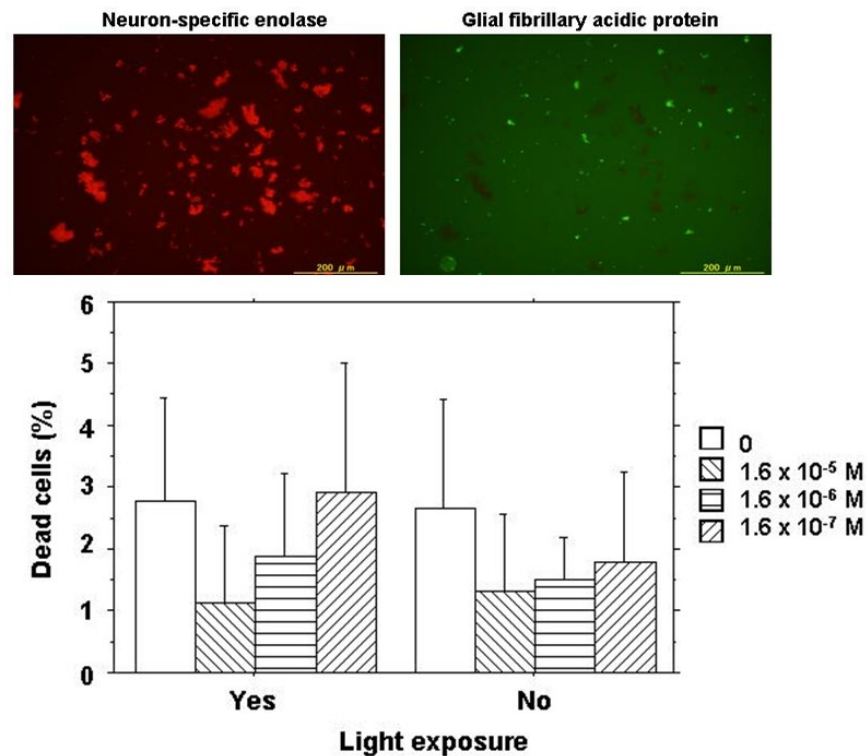 Neuron-specific enolase
Glial fibrillary acidic protein
200 μm
200 μm
6
5
4
3
2
1
0
Dead cells (%)
Yes
No
Light exposure
0
1.6 x 10⁻⁵ M
1.6 x 10⁻⁶ M
1.6 x 10⁻⁷ M